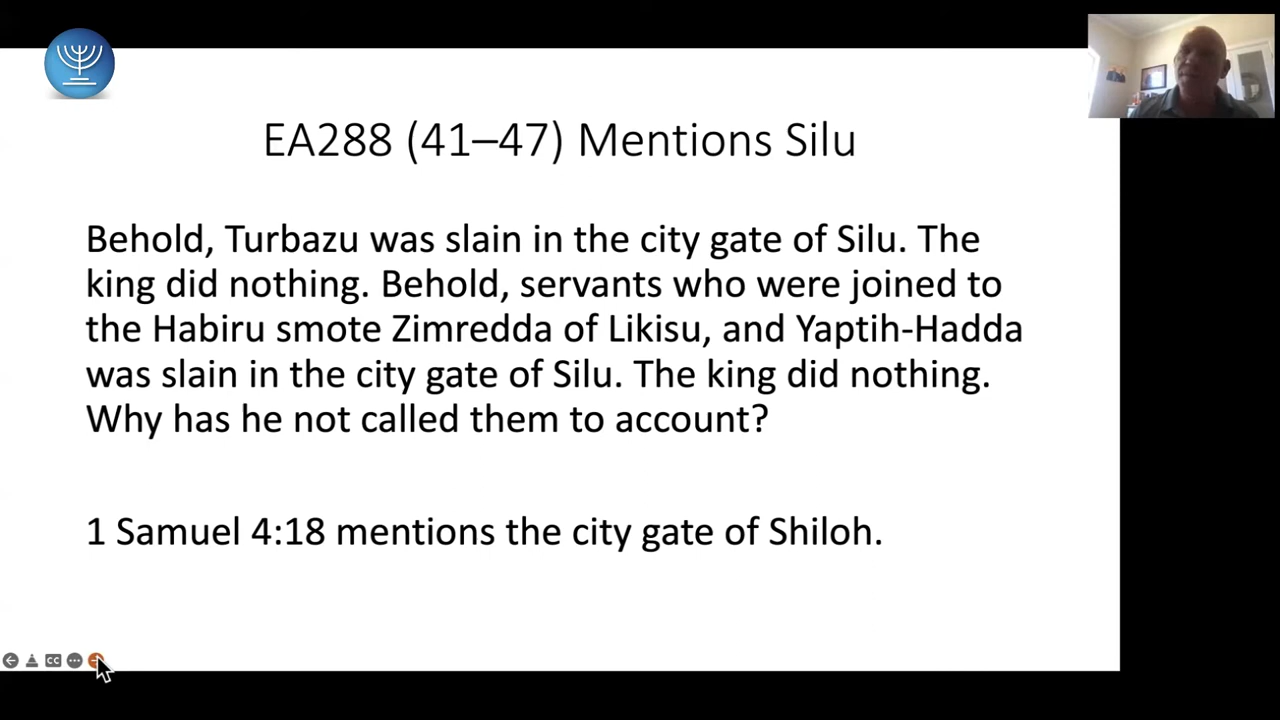 EA288 (41–47) Mentions Silu
Behold, Turbazu was slain in the city gate of Silu. The
king did nothing. Behold, servants who were joined to
the Habiru smote Zimredda of Likisu, and Yaptih-Hadda
was slain in the city gate of Silu. The king did nothing.
Why has he not called them to account?
1 Samuel 4:18 mentions the city gate of Shiloh.
CC